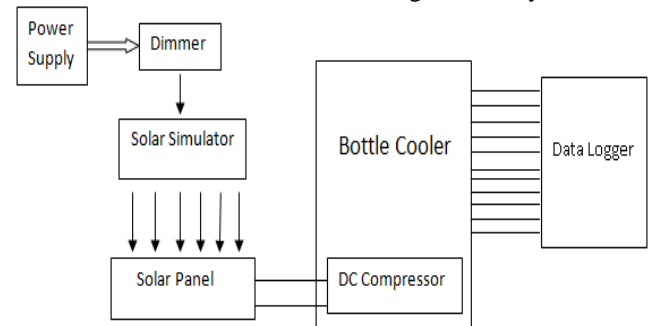 Power
Supply
Dimmer
Solar Simulator
Bottle Cooler
Data Logger
Solar Panel
DC Compressor